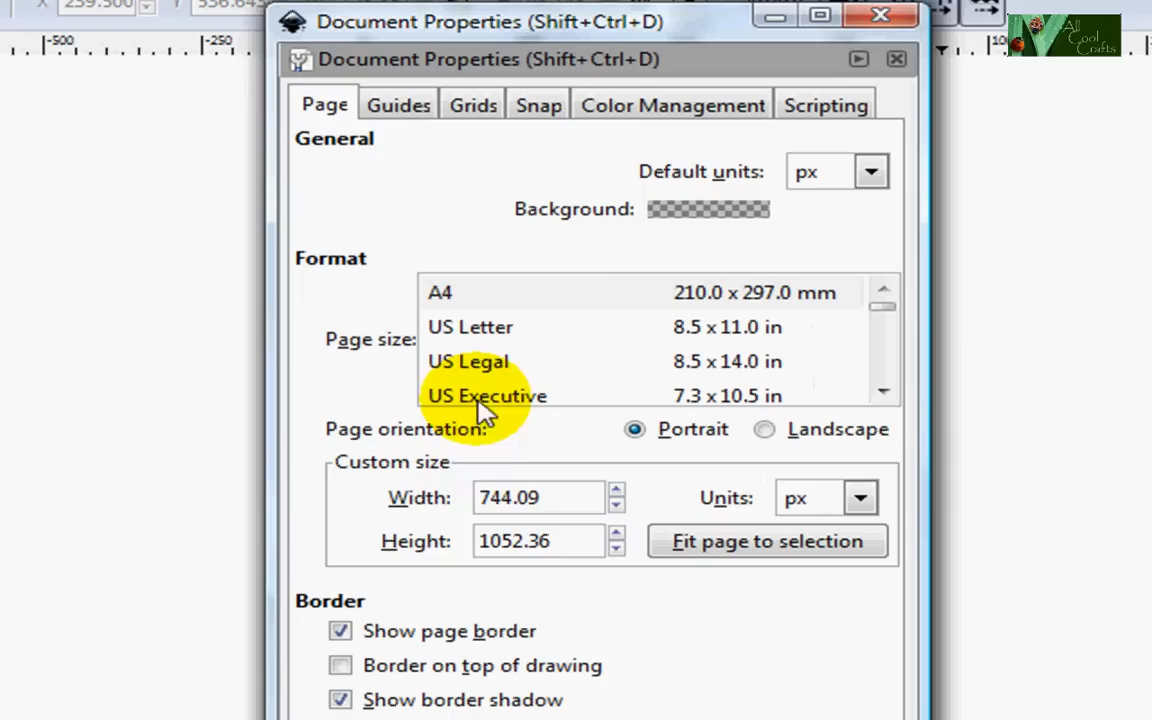 239.500 Y 556.643
Document Properties (Shift+Ctrl+D)
-500 -250
All Cool Crafts
Document Properties (Shift+Ctrl+D)
Page Guides Grids Snap Color Management Scripting
General
Default units: px
Background:
Format
Page size:
A4 210.0 x 297.0 mm
US Letter 8.5 x 11.0 in
US Legal 8.5 x 14.0 in
US Executive 7.3 x 10.5 in
Page orientation: Portrait Landscape
Custom size
Width: 744.09 Units: px
Height: 1052.36 Fit page to selection
Border
Show page border
Border on top of drawing
Show border shadow